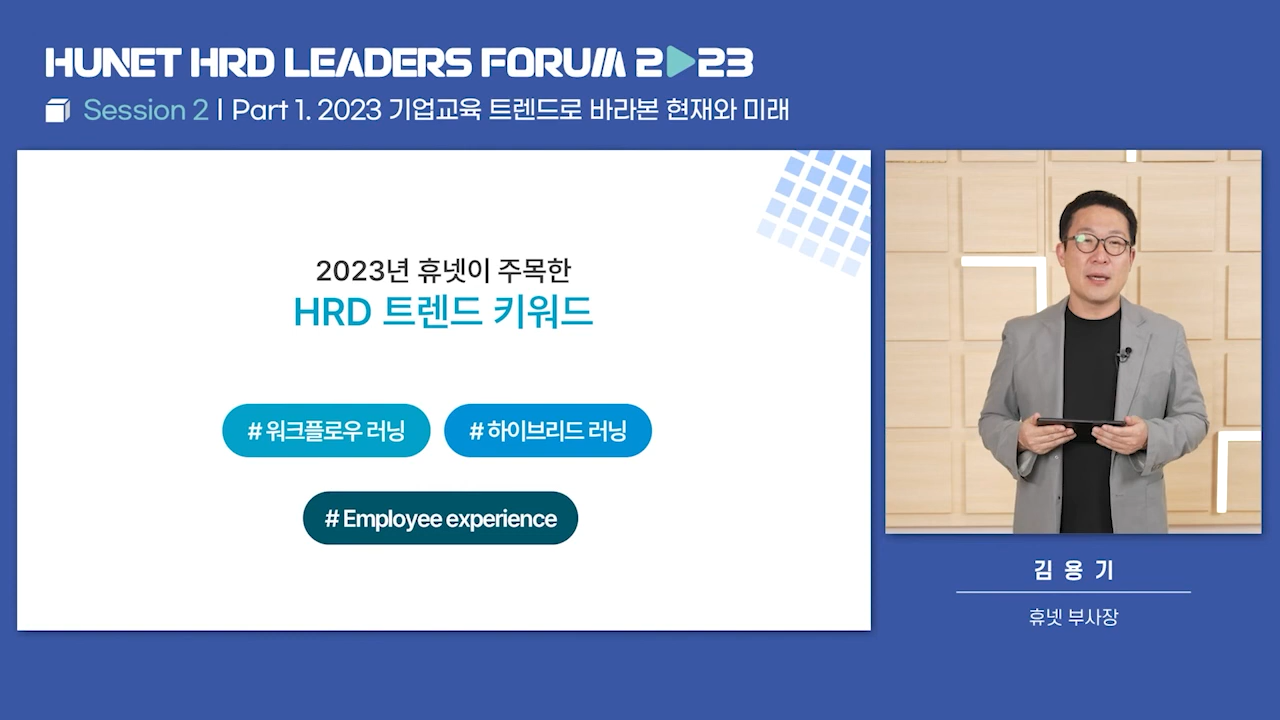 HUNET HRD LEADERS FORUM 2023
Session 2 | Part 1. 2023 기업교육 트렌드로 바라본 현재와 미래
2023년 휴넷이 주목한
HRD 트렌드 키워드
# 워크플로우 러닝
# 하이브리드 러닝
# Employee experience
김 용 기
휴넷 부사장